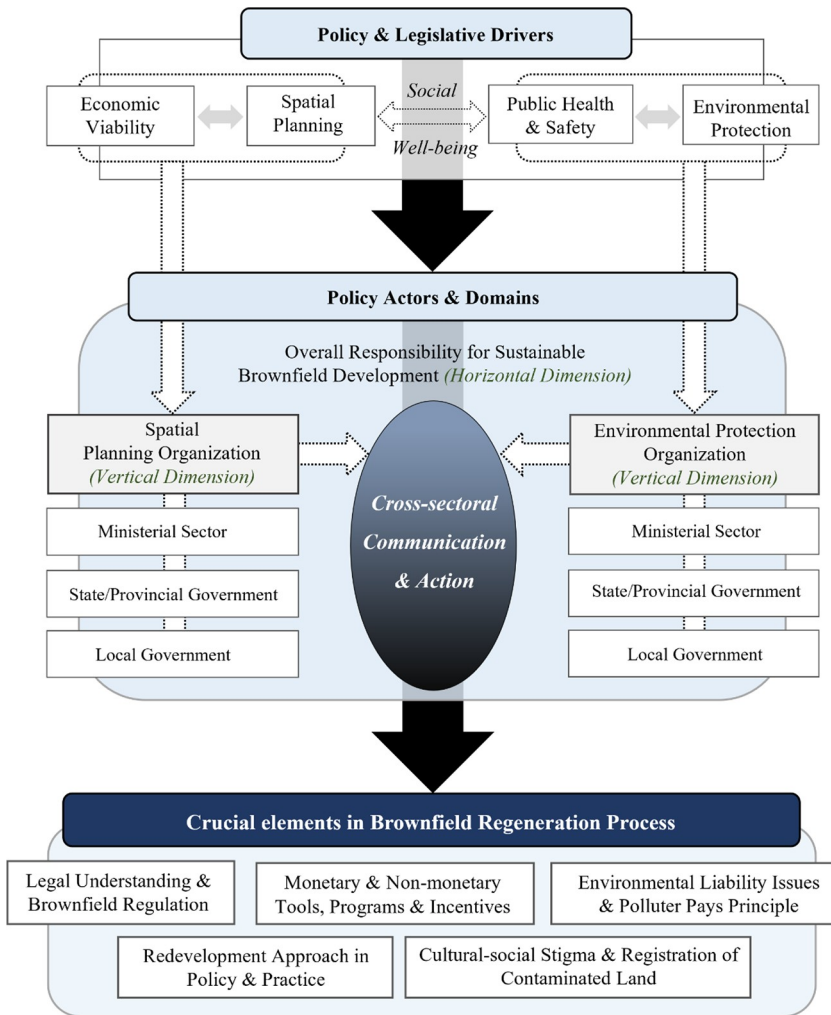 Policy & Legislative Drivers
Economic
Viability
Spatial
Planning
Social
Well-being
Public Health
& Safety
Environmental
Protection
Policy Actors & Domains
Overall Responsibility for Sustainable
Brownfield Development (Horizontal Dimension)
Spatial
Planning Organization
(Vertical Dimension)
Ministerial Sector
State/Provincial Government
Local Government
Cross-sectoral
Communication
& Action
Environmental Protection
Organization
(Vertical Dimension)
Ministerial Sector
State/Provincial Government
Local Government
Crucial elements in Brownfield Regeneration Process
Legal Understanding &
Brownfield Regulation
Monetary & Non-monetary
Tools, Programs & Incentives
Environmental Liability Issues
& Polluter Pays Principle
Redevelopment Approach in
Policy & Practice
Cultural-social Stigma & Registration of
Contaminated Land